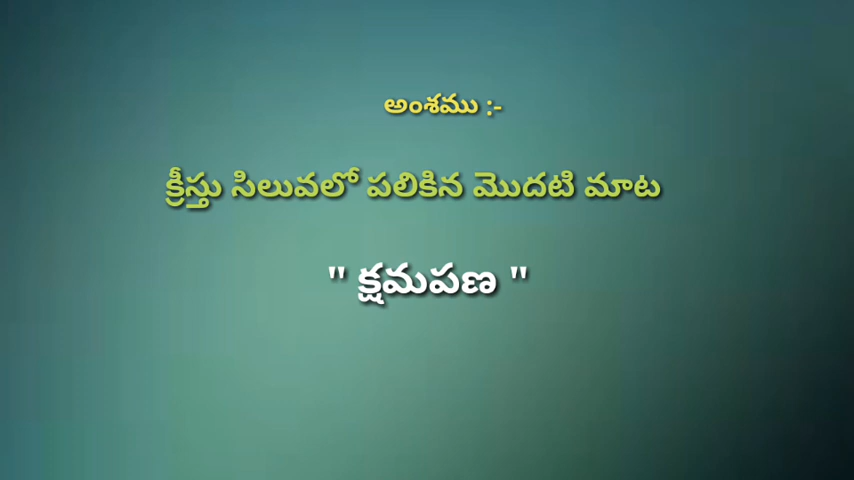 అంశము :-
క్రీస్తు సిలువలో పలికిన మొదటి మాట
" క్షమపణ "